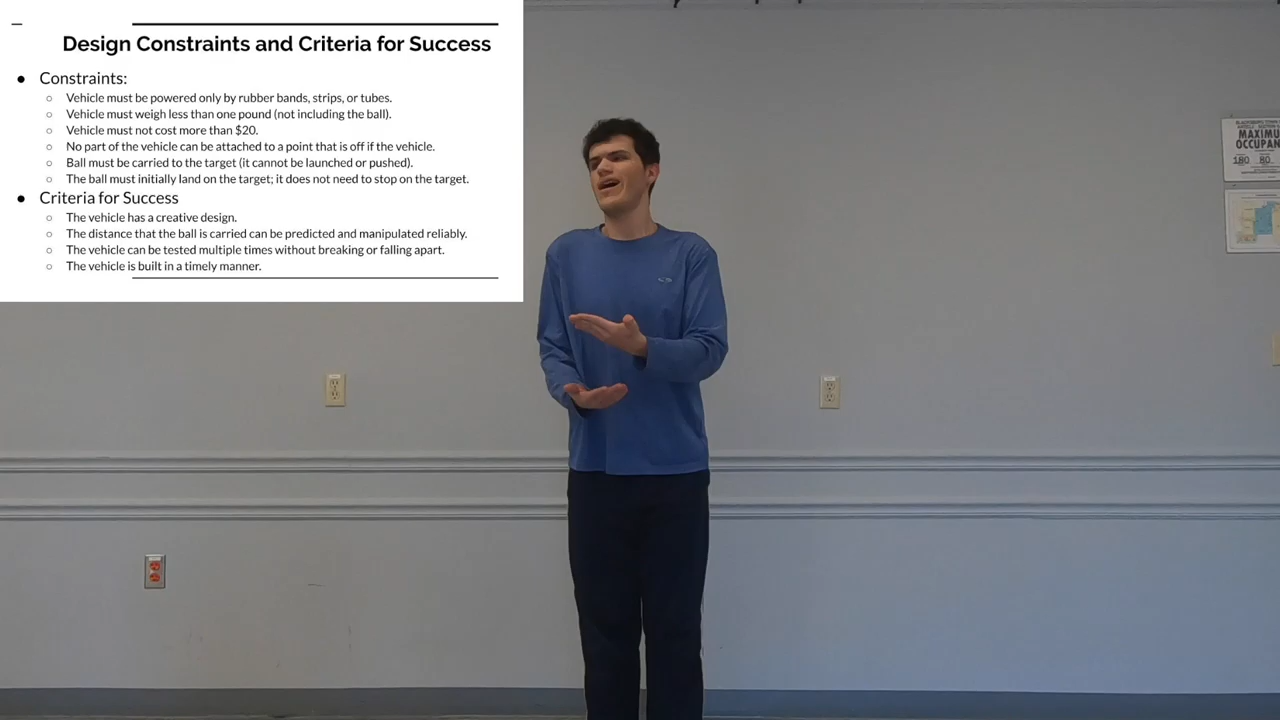 Design Constraints and Criteria for Success
● Constraints:
○ Vehicle must be powered only by rubber bands, strips, or tubes.
○ Vehicle must weigh less than one pound (not including the ball).
○ Vehicle must not cost more than $20.
○ No part of the vehicle can be attached to a point that is off if the vehicle.
○ Ball must be carried to the target (it cannot be launched or pushed).
○ The ball must initially land on the target; it does not need to stop on the target.
● Criteria for Success
○ The vehicle has a creative design.
○ The distance that the ball is carried can be predicted and manipulated reliably.
○ The vehicle can be tested multiple times without breaking or falling apart.
○ The vehicle is built in a timely manner.
MAXIMU
OCCUPAN
180 80